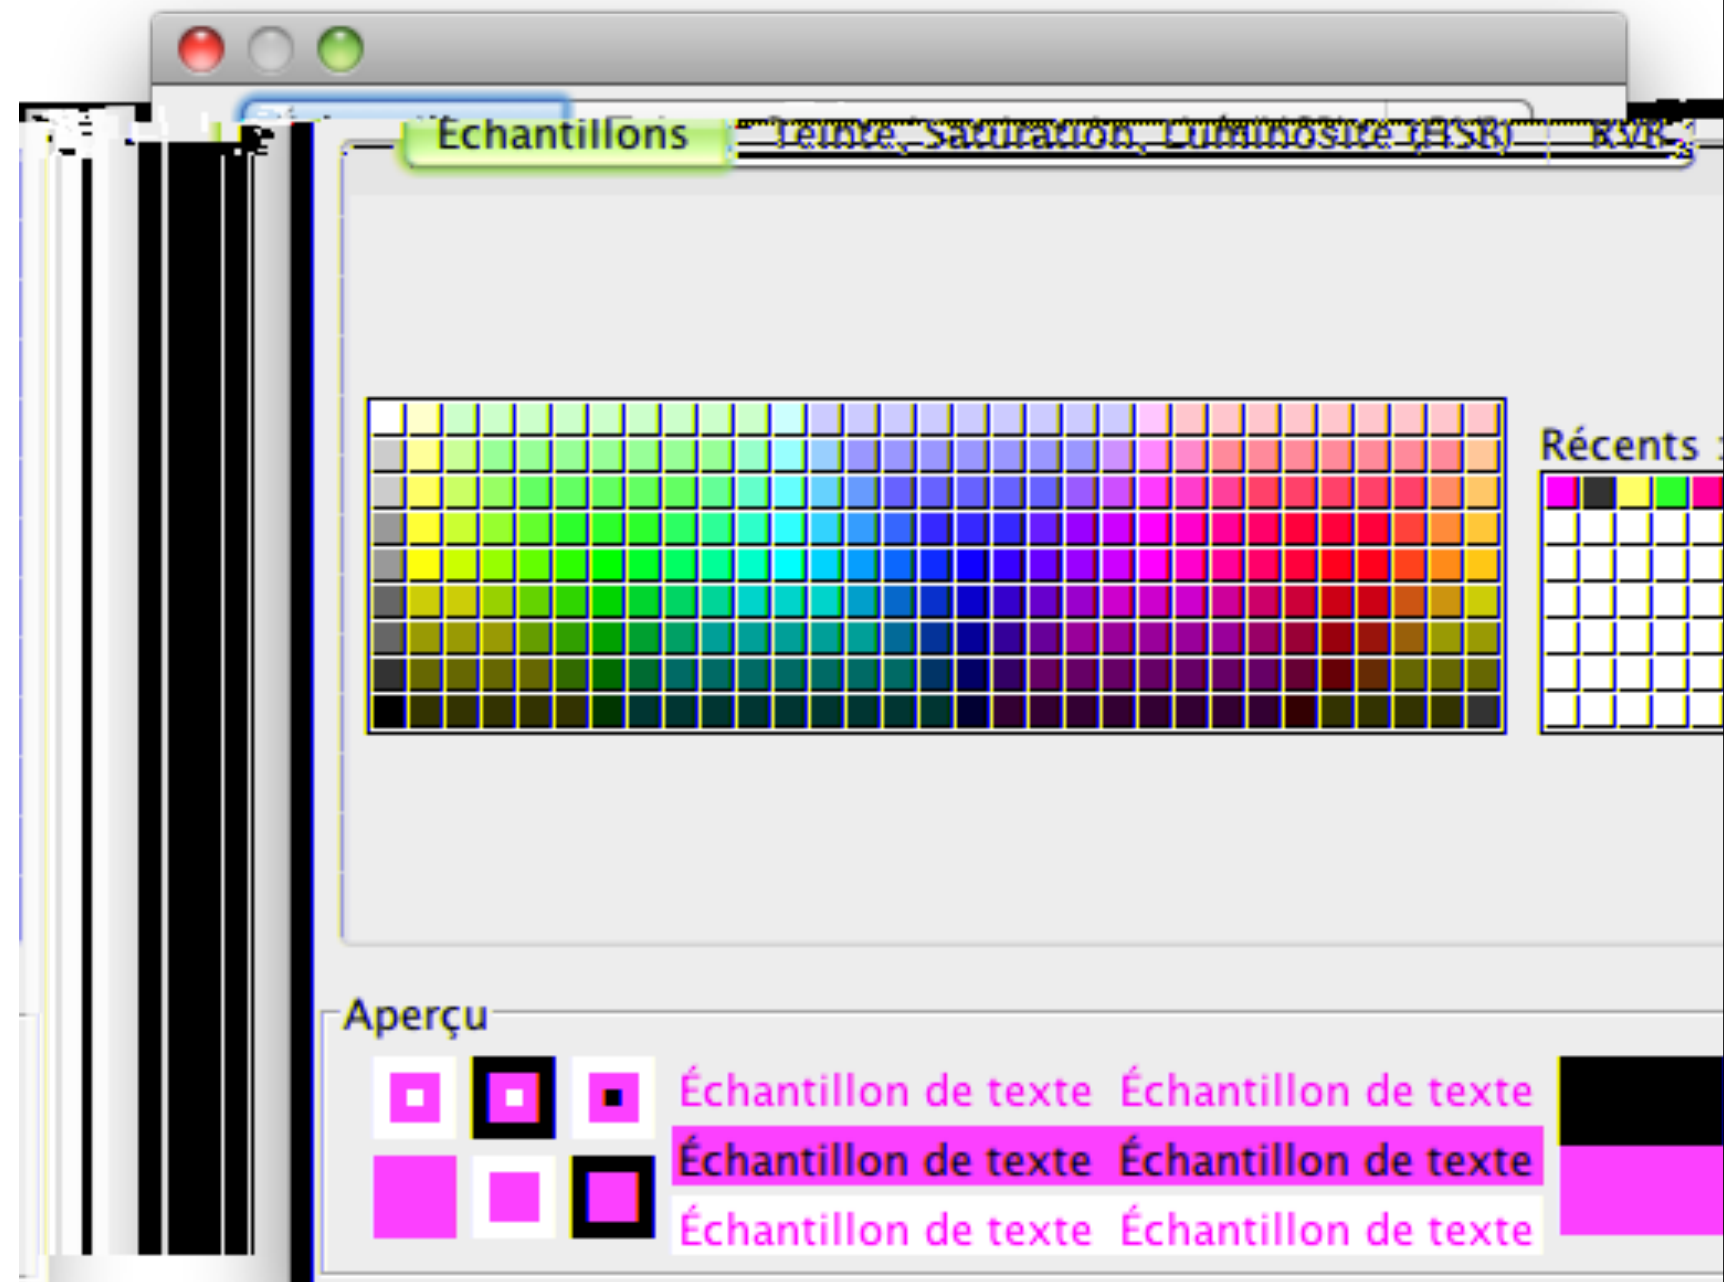 Échantillons Teinte, Saturation, Luminosité (HSB) RVB
Récents :
Aperçu
Échantillon de texte Échantillon de texte
Échantillon de texte Échantillon de texte
Échantillon de texte Échantillon de texte